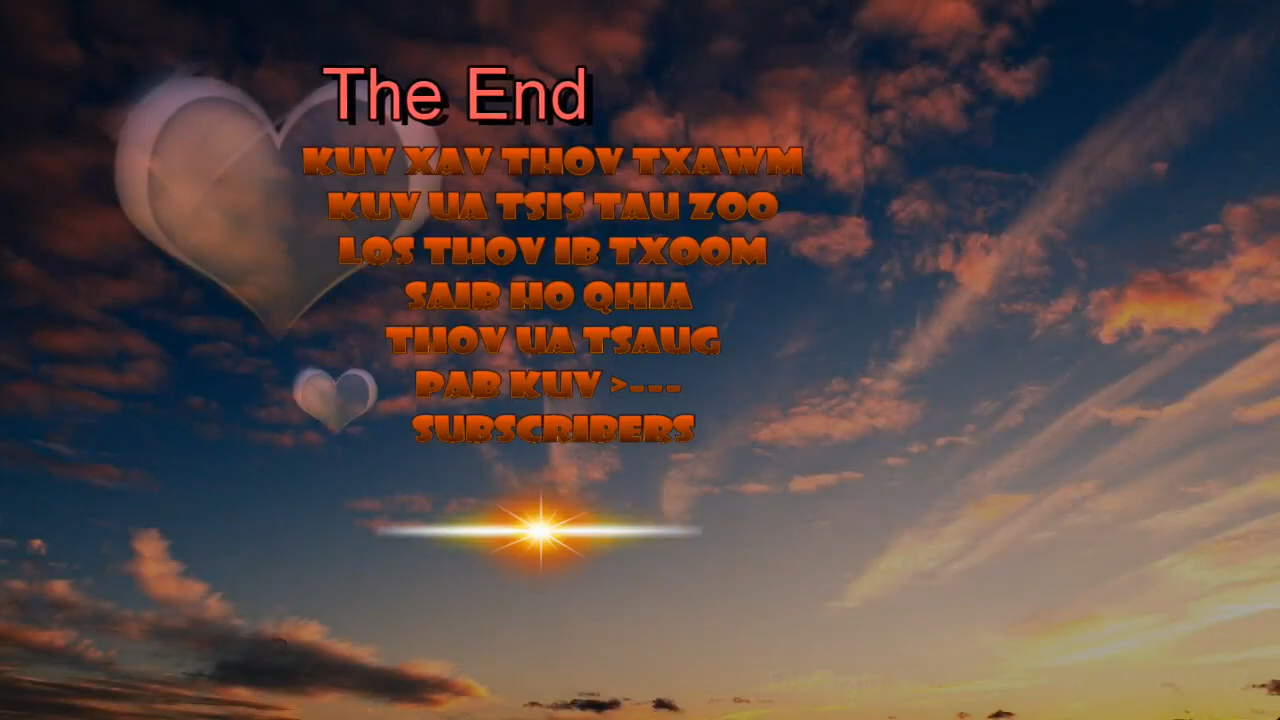 The End
KUV XAV THOV TXAWM
KUV UA TSIS TAU ZOO
LOS THOV IB TXOOM
SAIB HO QHIA
THOV UA TSAUG
PAB KUV >---
SUBSCRIBERS